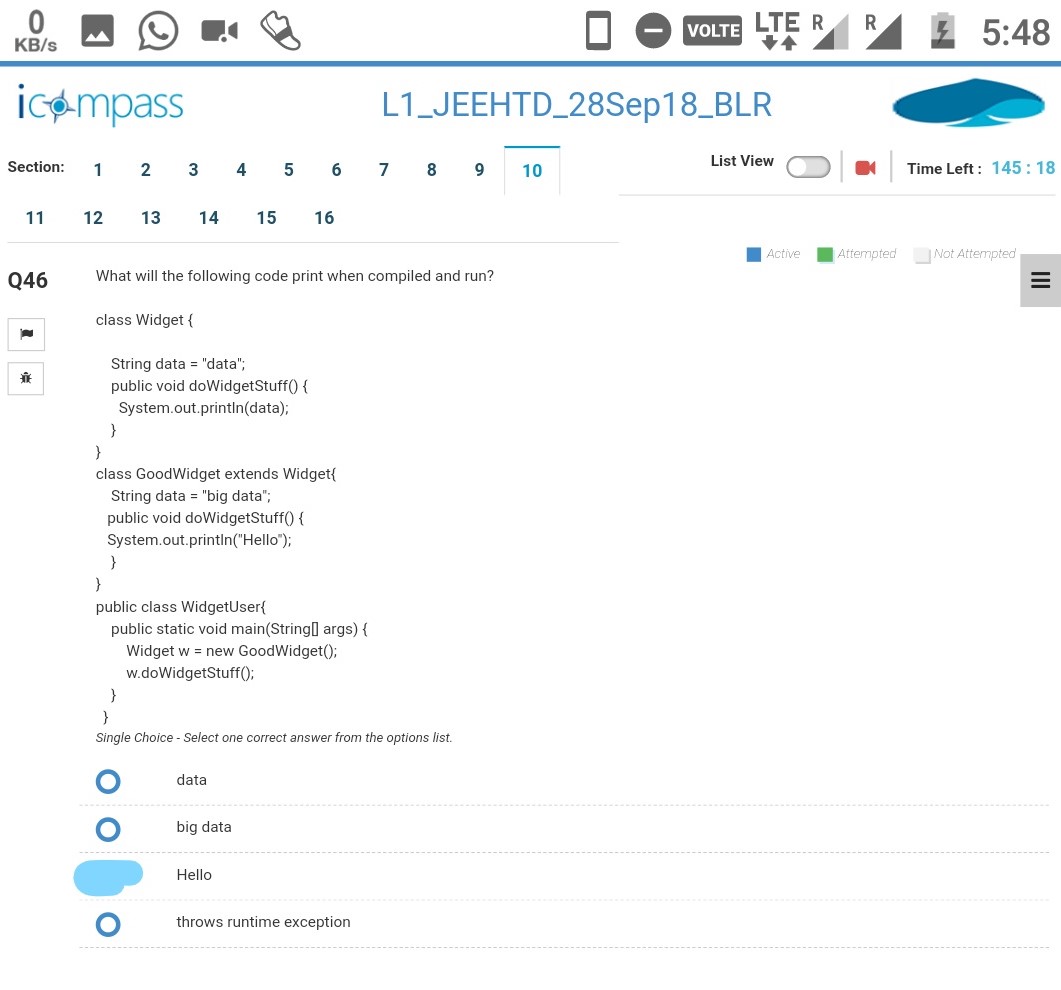 0
KB/s
VOLTE
LTE
R
R
5:48
icompass
L1_JEEHTD_28Sep18_BLR
Section: 1 2 3 4 5 6 7 8 9 10
List View
Time Left : 145 : 18
11 12 13 14 15 16
Active Attempted Not Attempted
Q46
What will the following code print when compiled and run?
class Widget {
String data = "data";
public void doWidgetStuff() {
System.out.println(data);
}
}
class GoodWidget extends Widget{
String data = "big data";
public void doWidgetStuff() {
System.out.println("Hello");
}
}
public class WidgetUser{
public static void main(String[] args) {
Widget w = new GoodWidget();
w.doWidgetStuff();
}
}
Single Choice - Select one correct answer from the options list.
data
big data
Hello
throws runtime exception